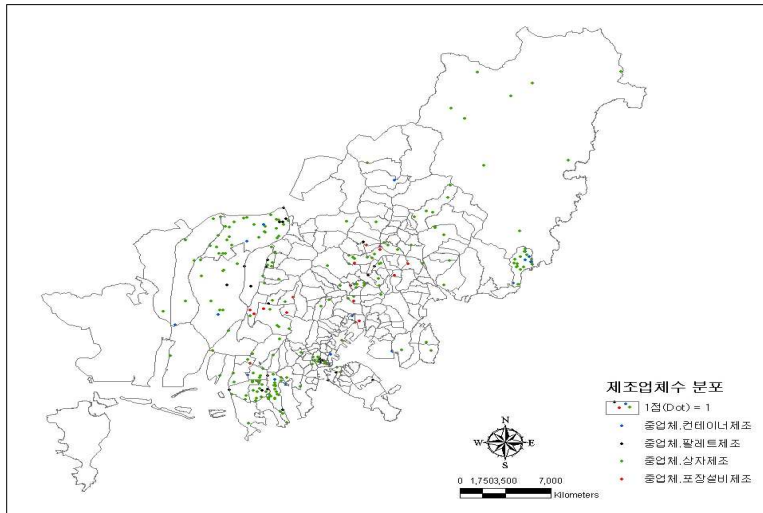 제조업체수 분포
1점(Dot) = 1
중업체.컨테이너제조
중업체.팔레트제조
중업체.상자제조
중업체.포장설비제조
N
W E
S
0 1,7503,500 7,000
Kilometers